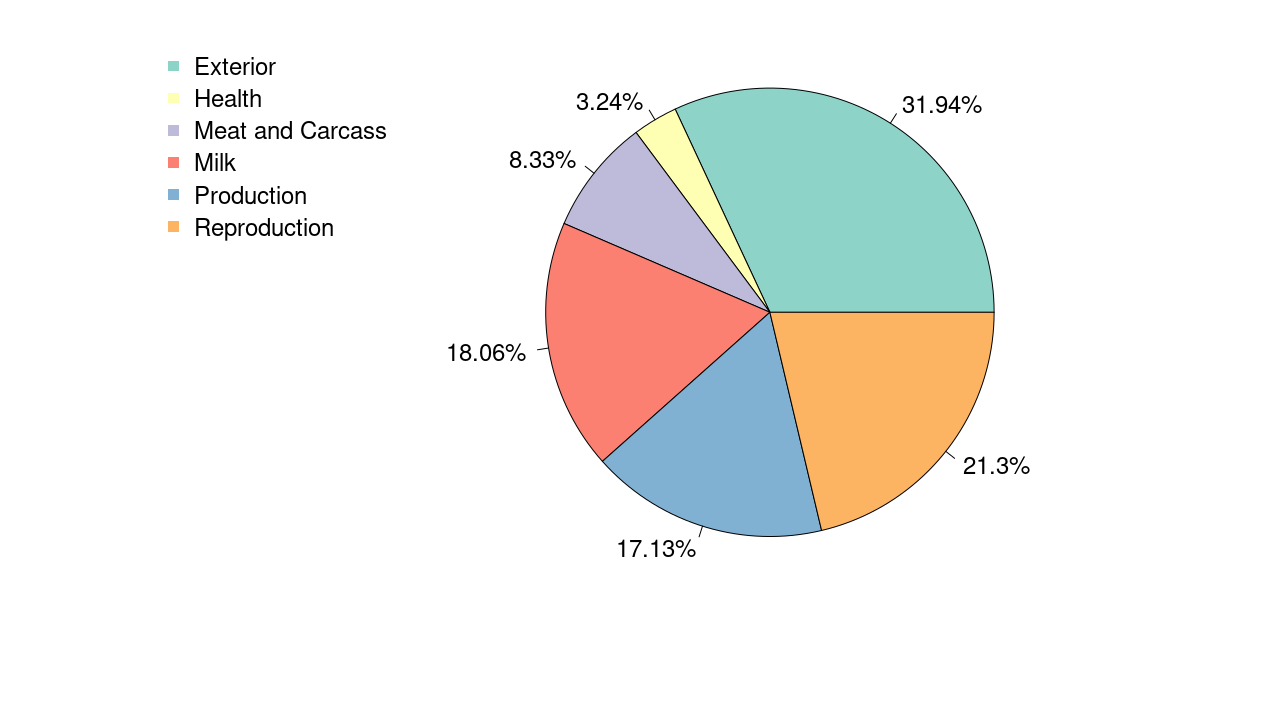 Exterior
Health
Meat and Carcass
Milk
Production
Reproduction
3.24%
31.94%
8.33%
18.06%
21.3%
17.13%